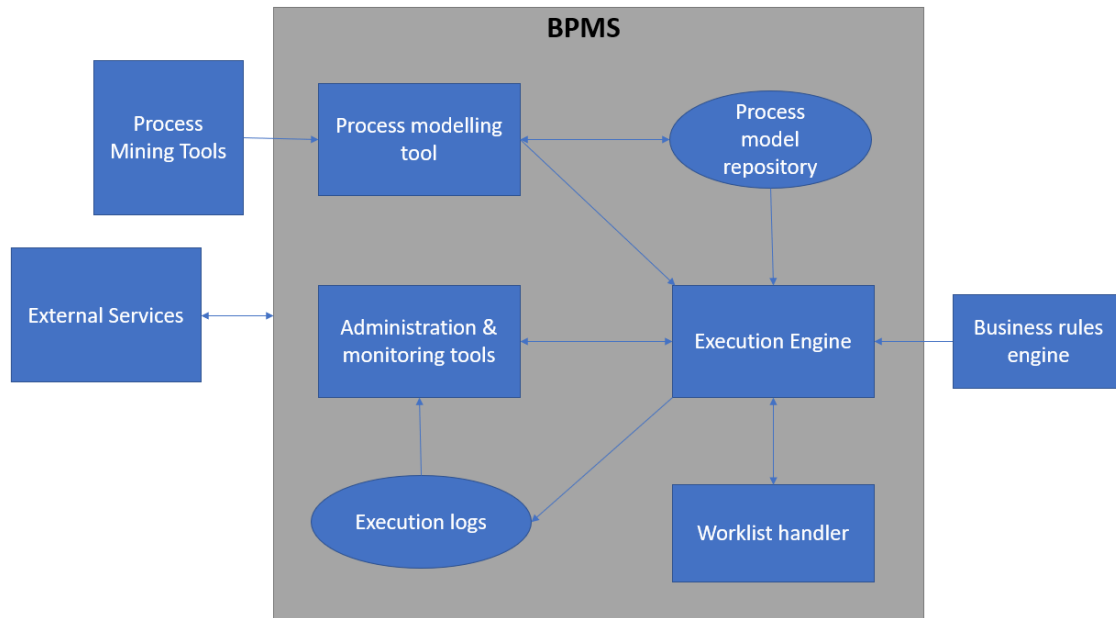 BPMS
Process
Mining Tools
Process modelling
tool
Process
model
repository
External Services
Administration &
monitoring tools
Execution Engine
Business rules
engine
Execution logs
Worklist handler